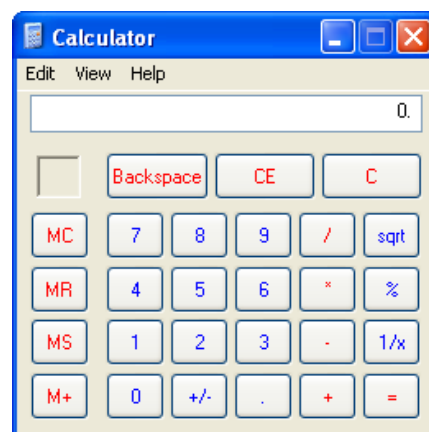 Calculator
Edit View Help
0.
Backspace CE C
MC 7 8 9 / sqrt
MR 4 5 6 * %
MS 1 2 3 - 1/x
M+ 0 +/- . + =